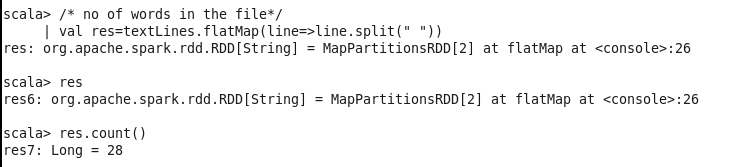 scala> /* no of words in the file*/
| val res=textLines.flatMap(line=>line.split(" "))
res: org.apache.spark.rdd.RDD[String] = MapPartitionsRDD[2] at flatMap at <console>:26
scala> res
res6: org.apache.spark.rdd.RDD[String] = MapPartitionsRDD[2] at flatMap at <console>:26
scala> res.count()
res7: Long = 28